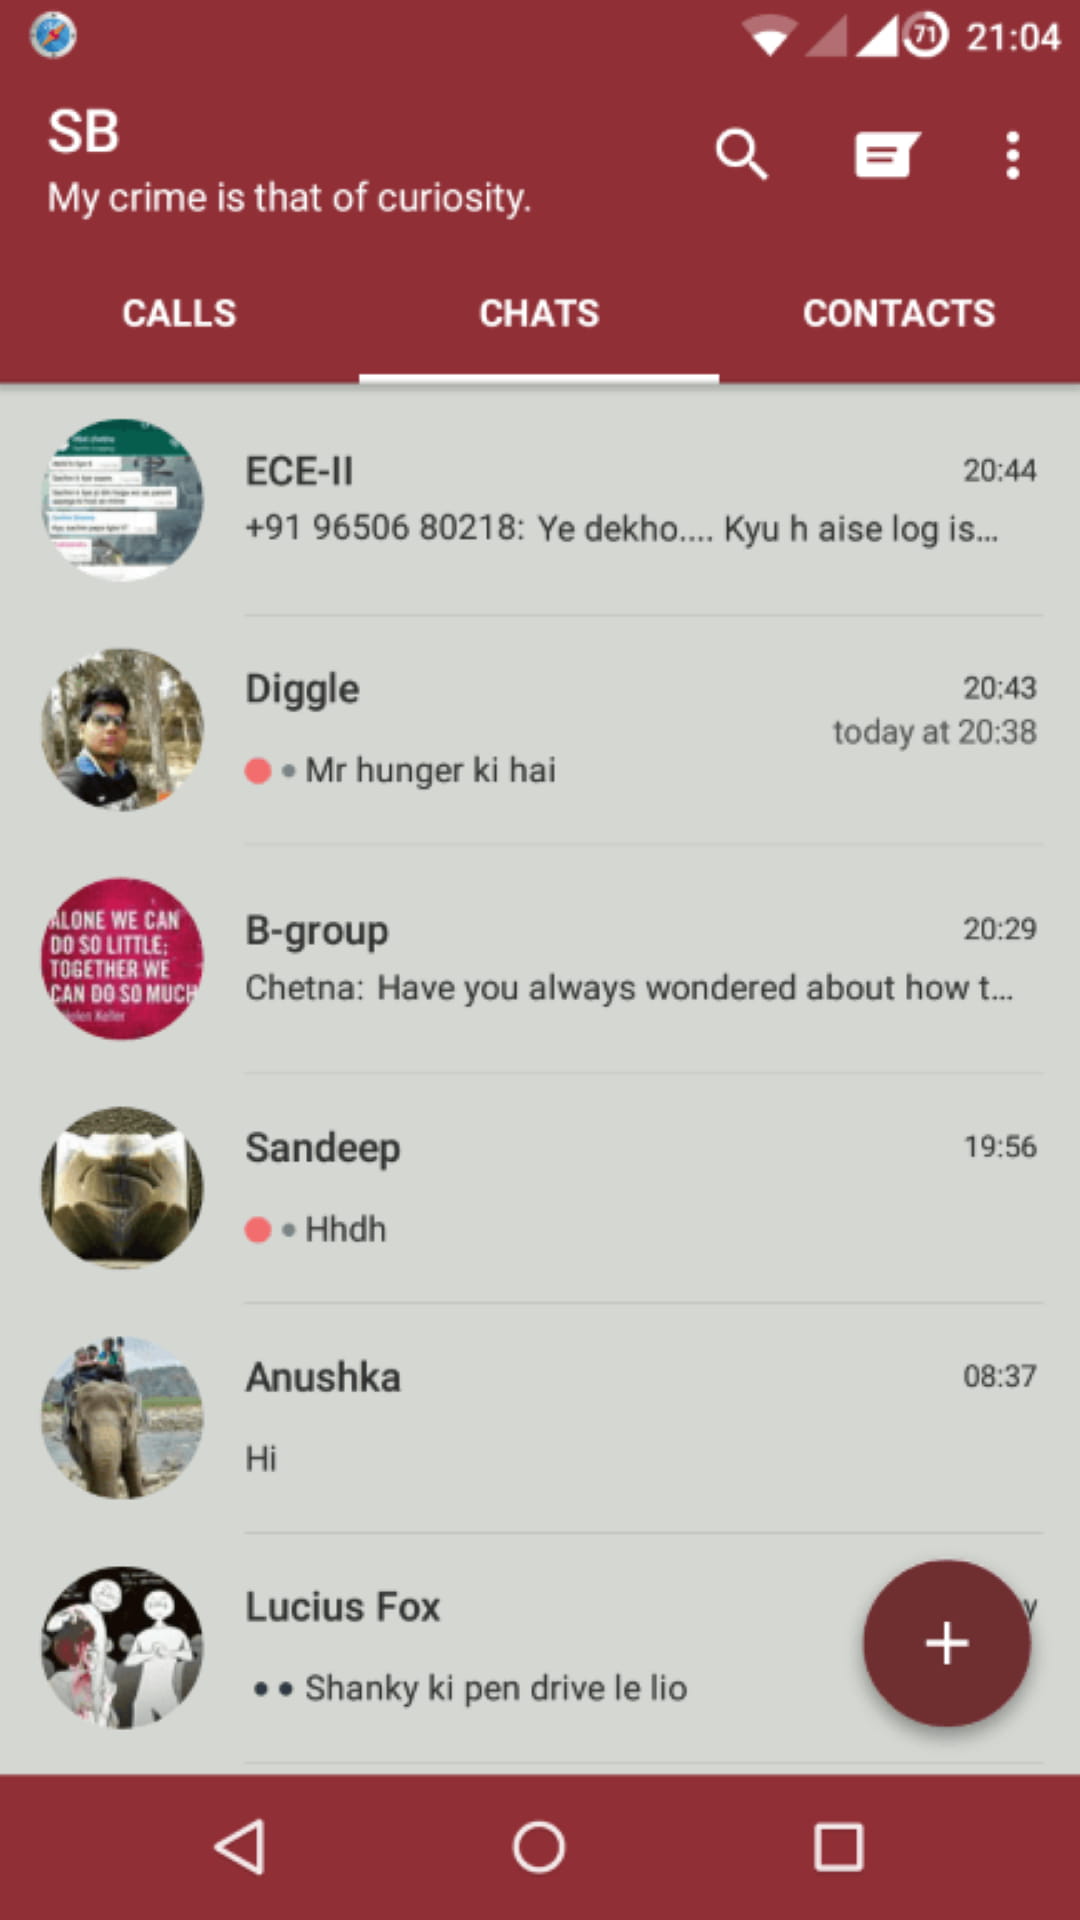 71 21:04
SB
My crime is that of curiosity.
CALLS CHATS CONTACTS
ECE-II 20:44
+91 96506 80218: Ye dekho.... Kyu h aise log is...
Diggle 20:43
today at 20:38
Mr hunger ki hai
B-group 20:29
Chetna: Have you always wondered about how t...
ALONE WE CAN
DO SO LITTLE;
TOGETHER WE
CAN DO SO MUCH
Helen Keller
Sandeep 19:56
Hhdh
Anushka 08:37
Hi
Lucius Fox
Shanky ki pen drive le lio